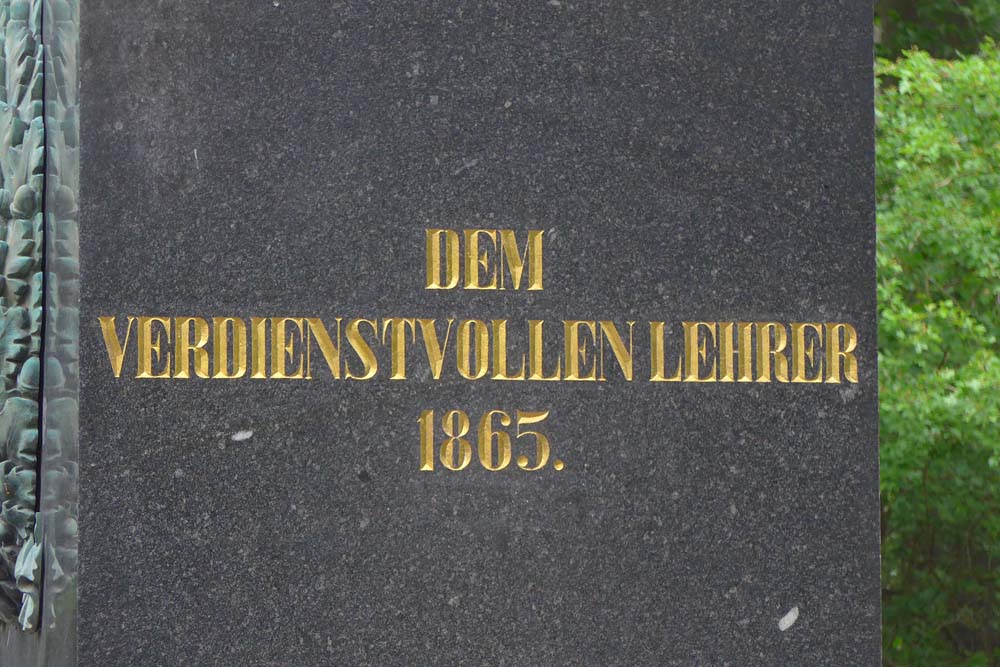 DEM
VERDIENSTVOLLEN LEHRER
1865.